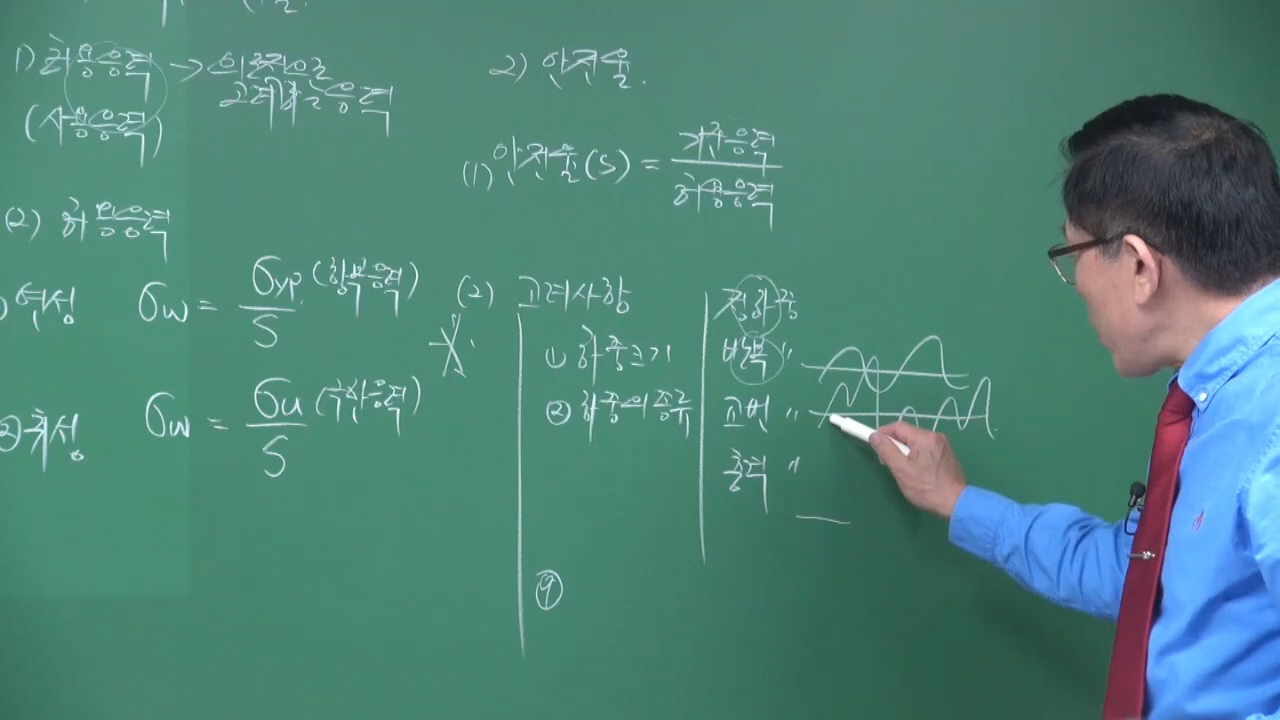 1) 허용응력 → 의존적으로
고려하는 응력
(사용응력)
(2) 허용응력
연성 σw = σyp (항복응력) / S
② 취성 σw = σu (극한응력) / S
2) 안전율.
(1) 안전율(S) = 기준응력 / 허용응력
(2) 고려사항
① 하중크기
② 하중의 종류
⑨
정하중
반복 〃
교번 〃
충격 〃